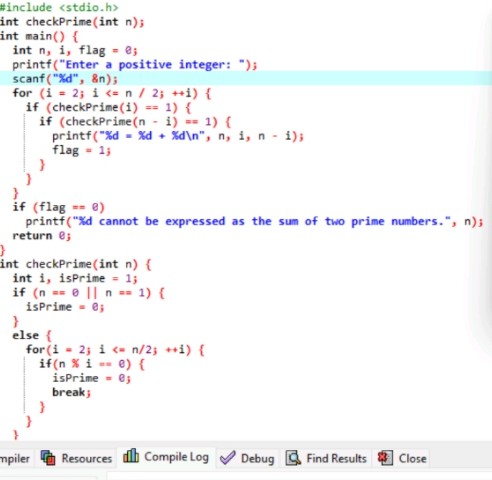 #include <stdio.h>
int checkPrime(int n);
int main() {
int n, i, flag = 0;
printf("Enter a positive integer: ");
scanf("%d", &n);
for (i = 2; i <= n / 2; ++i) {
if (checkPrime(i) == 1) {
if (checkPrime(n - i) == 1) {
printf("%d = %d + %d\n", n, i, n - i);
flag = 1;
}
}
}
if (flag == 0)
printf("%d cannot be expressed as the sum of two prime numbers.", n);
return 0;
}
int checkPrime(int n) {
int i, isPrime = 1;
if (n == 0 || n == 1) {
isPrime = 0;
}
else {
for(i = 2; i <= n/2; ++i) {
if(n % i == 0) {
isPrime = 0;
break;
}
}
}
mpiler Resources Compile Log Debug Find Results Close